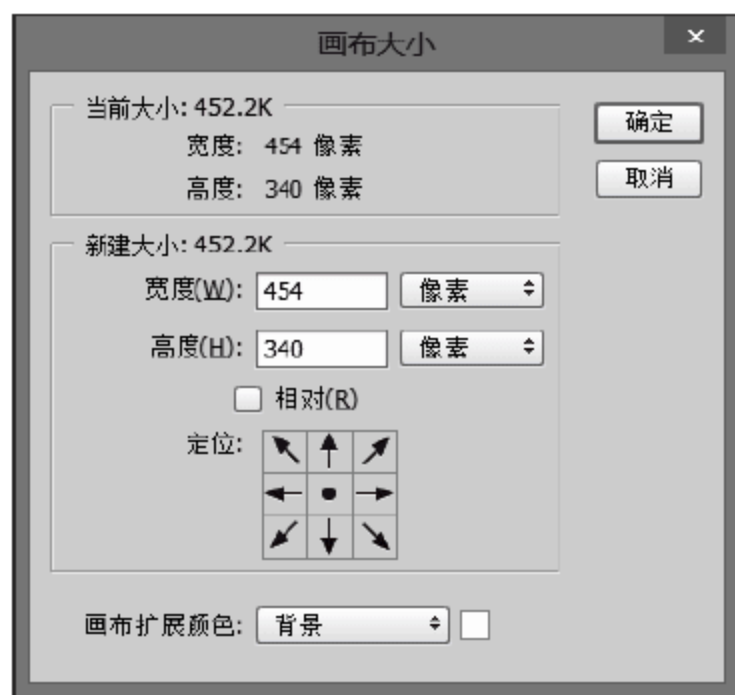 画布大小
当前大小: 452.2K
宽度: 454 像素
高度: 340 像素
确定
取消
新建大小: 452.2K
宽度(W): 454 像素
高度(H): 340 像素
相对(R)
定位:
画布扩展颜色: 背景